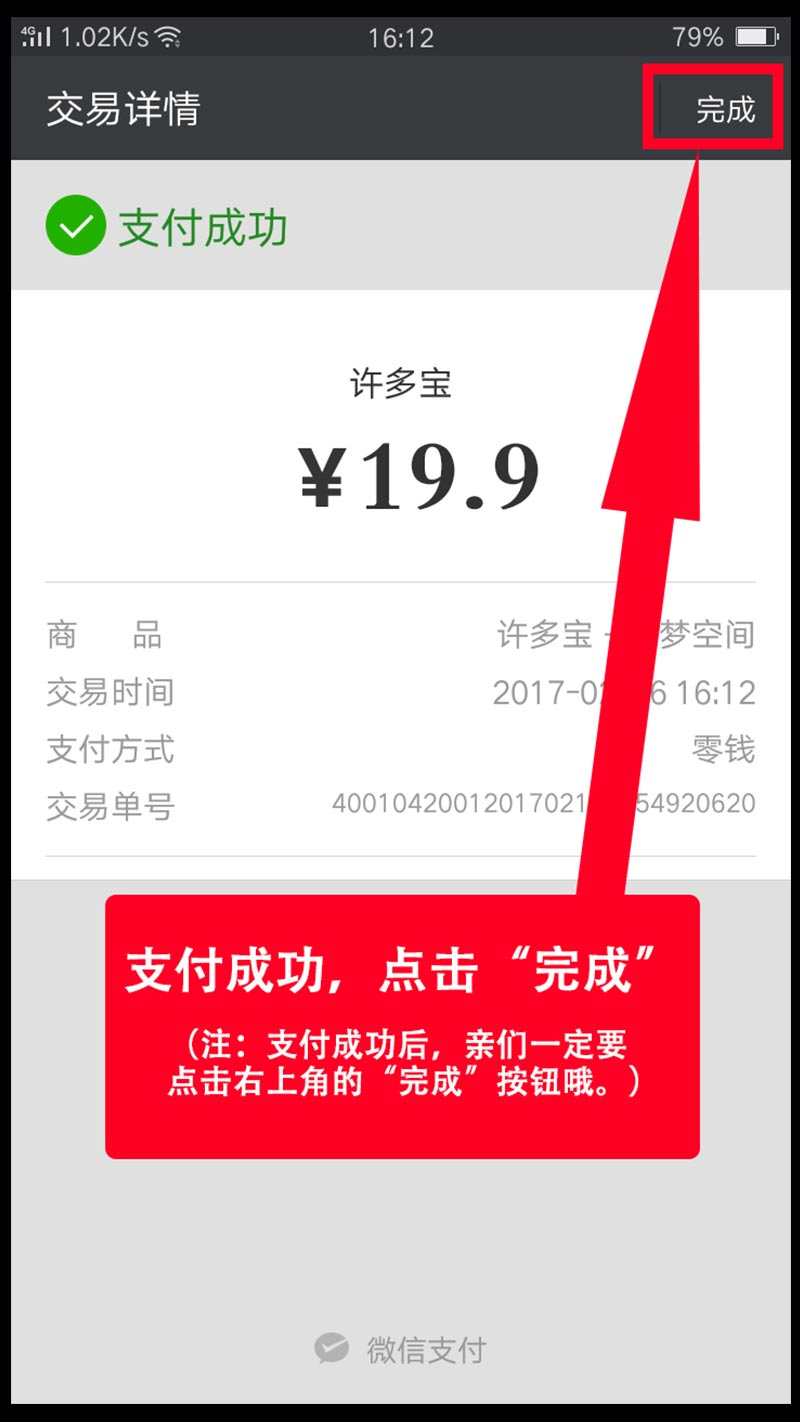 4G 1.02K/s 16:12 79%
交易详情 完成
支付成功
许多宝
¥19.9
商 品 许多宝 - 梦空间
交易时间 2017-0 6 16:12
支付方式 零钱
交易单号 40010420012017021 54920620
支付成功，点击“完成”
（注：支付成功后，亲们一定要
点击右上角的“完成”按钮哦。）
微信支付